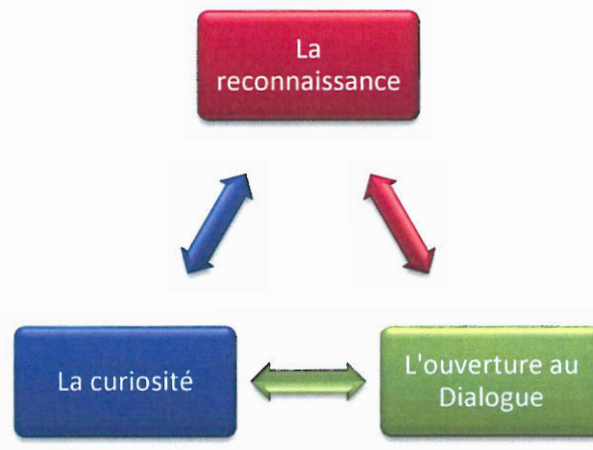 La
reconnaissance
La curiosité
L'ouverture au
Dialogue